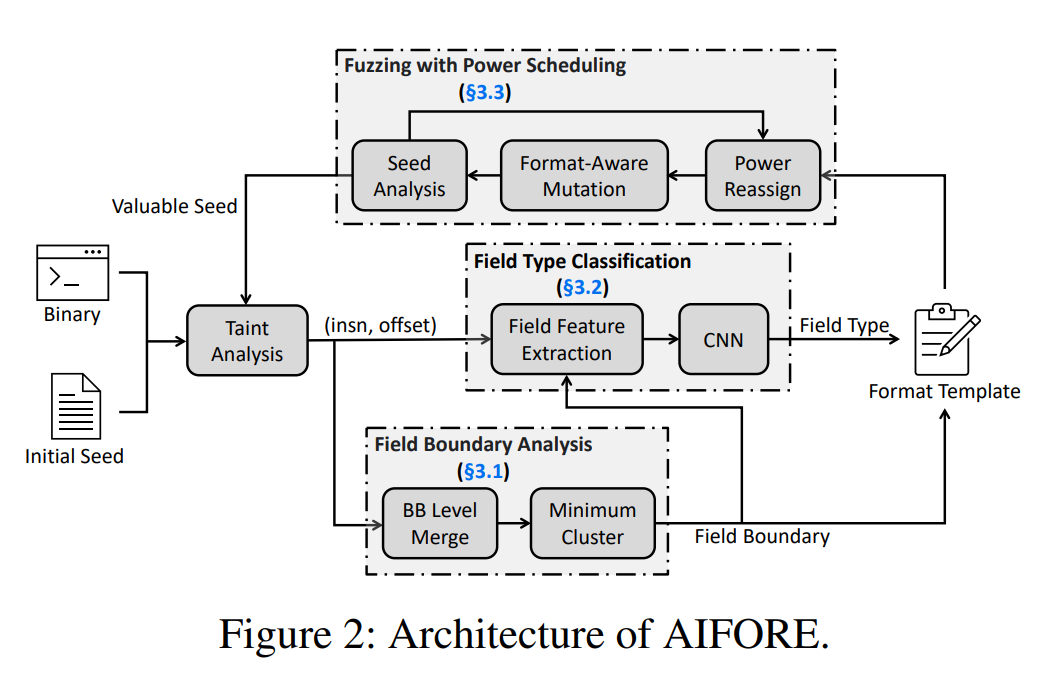 Fuzzing with Power Scheduling
(§3.3)
Seed
Analysis
Format-Aware
Mutation
Power
Reassign
Valuable Seed
Binary
Initial Seed
Taint
Analysis
(insn, offset)
Field Type Classification
(§3.2)
Field Feature
Extraction
CNN
Field Type
Format Template
Field Boundary Analysis
(§3.1)
BB Level
Merge
Minimum
Cluster
Field Boundary
Figure 2: Architecture of AIFORE.